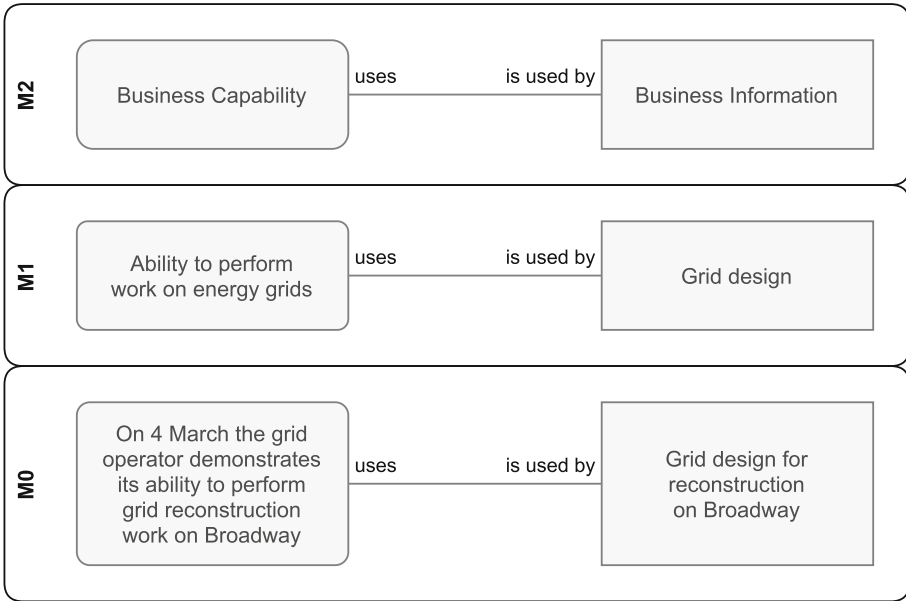 M2
Business Capability
uses
is used by
Business Information
M1
Ability to perform
work on energy grids
uses
is used by
Grid design
M0
On 4 March the grid
operator demonstrates
its ability to perform
grid reconstruction
work on Broadway
uses
is used by
Grid design for
reconstruction
on Broadway